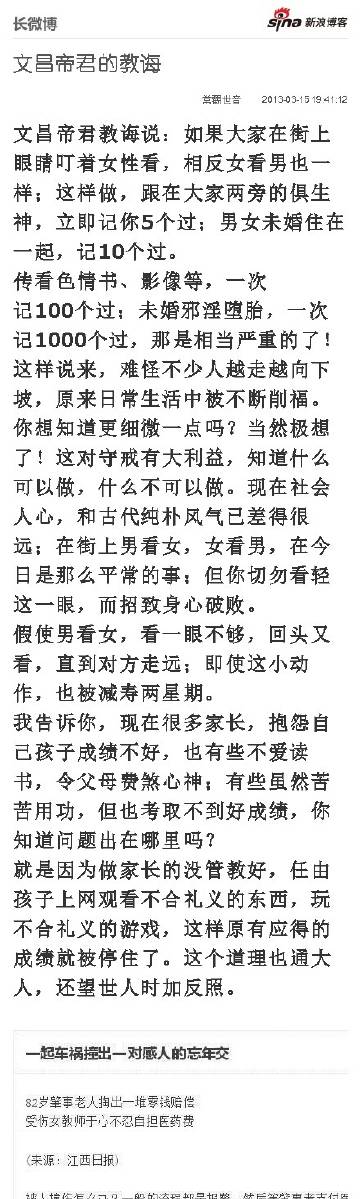 长微博
sina 新浪博客
文昌帝君的教诲
2013-03-15 19:41:12
文昌帝君教诲说：如果大家在街上
眼睛叮着女性看，相反女看男也一
样；这样做，跟在大家两旁的俱生
神，立即记你5个过；男女未婚住在
一起，记10个过。
传看色情书、影像等，一次
记100个过；未婚邪淫堕胎，一次
记1000个过，那是相当严重的了！
这样说来，难怪不少人越走越向下
坡，原来日常生活中被不断削福。
你想知道更细微一点吗？当然极想
了！这对守戒有大利益，知道什么
可以做，什么不可以做。现在社会
人心，和古代纯朴风气已差得很
远；在街上男看女，女看男，在今
日是那么平常的事；但你切勿看轻
这一眼，而招致身心破败。
假使男看女，看一眼不够，回头又
看，直到对方走远；即使这小动
作，也被减寿两星期。
我告诉你，现在很多家长，抱怨自
己孩子成绩不好，也有些不爱读
书，令父母费煞心神；有些虽然苦
苦用功，但也考取不到好成绩，你
知道问题出在哪里吗？
就是因为做家长的没管教好，任由
孩子上网观看不合礼义的东西，玩
不合礼义的游戏，这样原有应得的
成绩就被停住了。这个道理也通大
人，还望世人时加反照。
一起车祸撞出一对感人的忘年交
82岁肇事老人掏出一堆零钱赔偿
受伤女教师于心不忍自担医药费
（来源：江西日报）